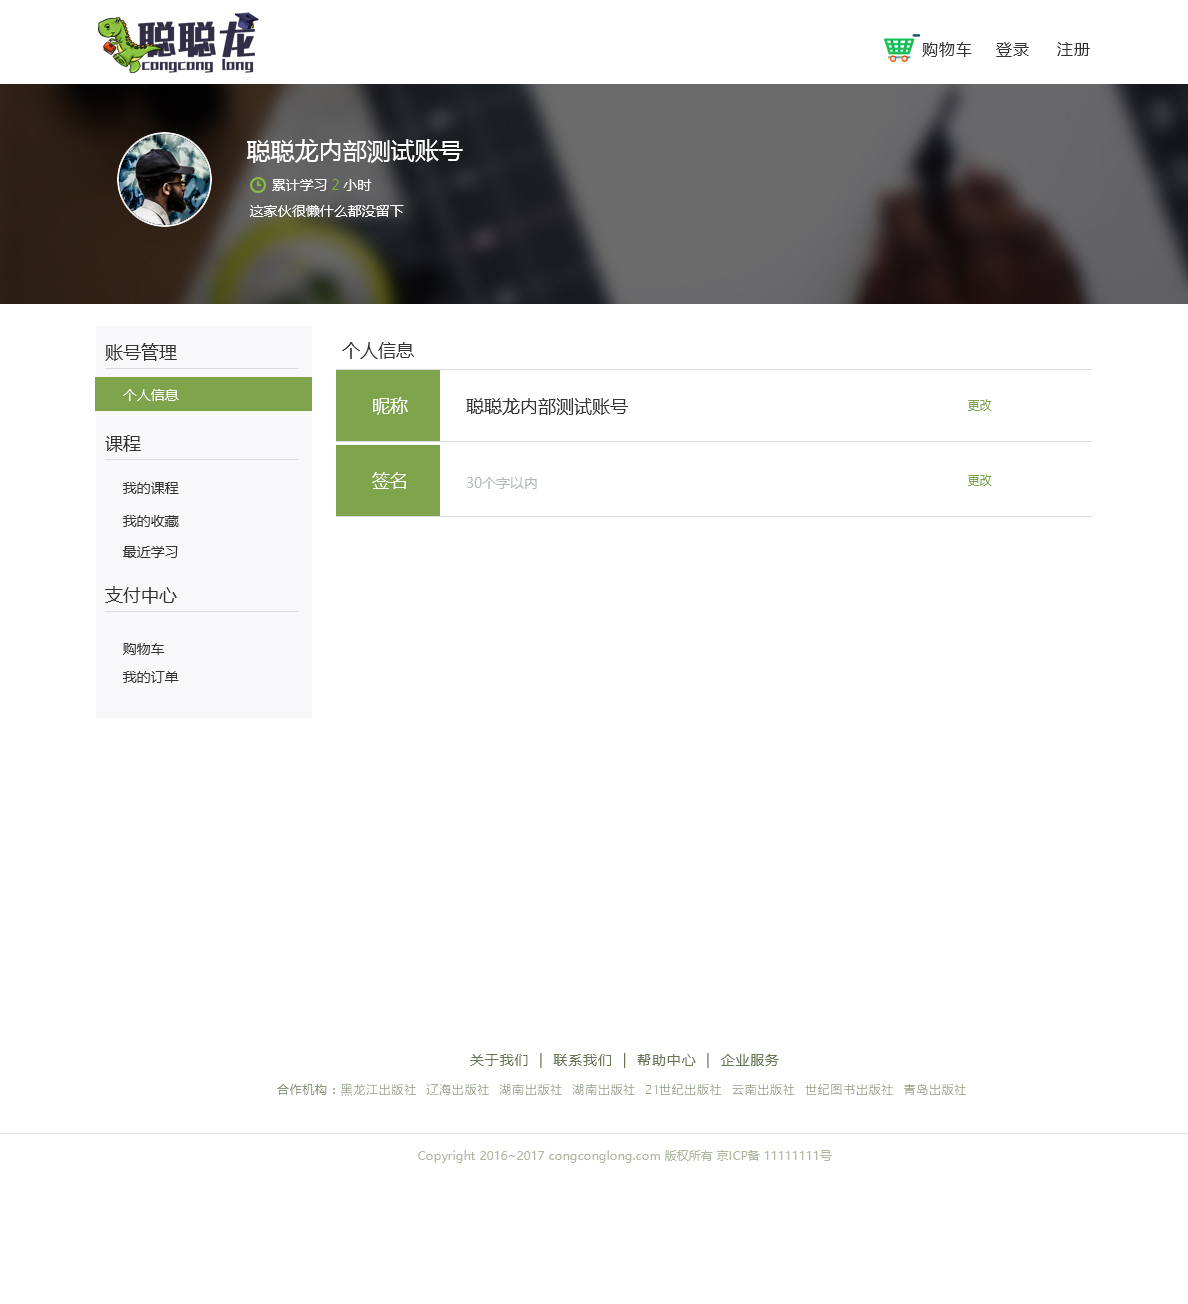 聪聪龙
congcong long
购物车 登录 注册
聪聪龙内部测试账号
累计学习 2 小时
这家伙很懒什么都没留下
账号管理
个人信息
课程
我的课程
我的收藏
最近学习
支付中心
购物车
我的订单
个人信息
昵称 聪聪龙内部测试账号 更改
签名 30个字以内 更改
关于我们 | 联系我们 | 帮助中心 | 企业服务
合作机构：黑龙江出版社 辽海出版社 湖南出版社 湖南出版社 21世纪出版社 云南出版社 世纪图书出版社 青岛出版社
Copyright 2016~2017 congconglong.com 版权所有 京ICP备 11111111号